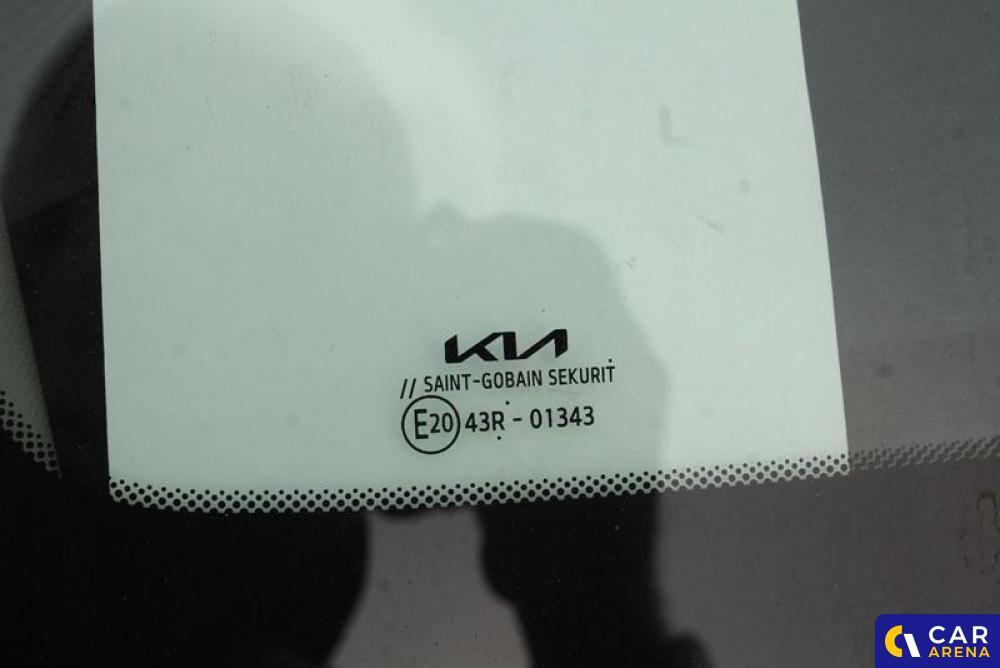 KIA
// SAINT-GOBAIN SEKURIT
E20 43R - 01343
CAR
ARENA